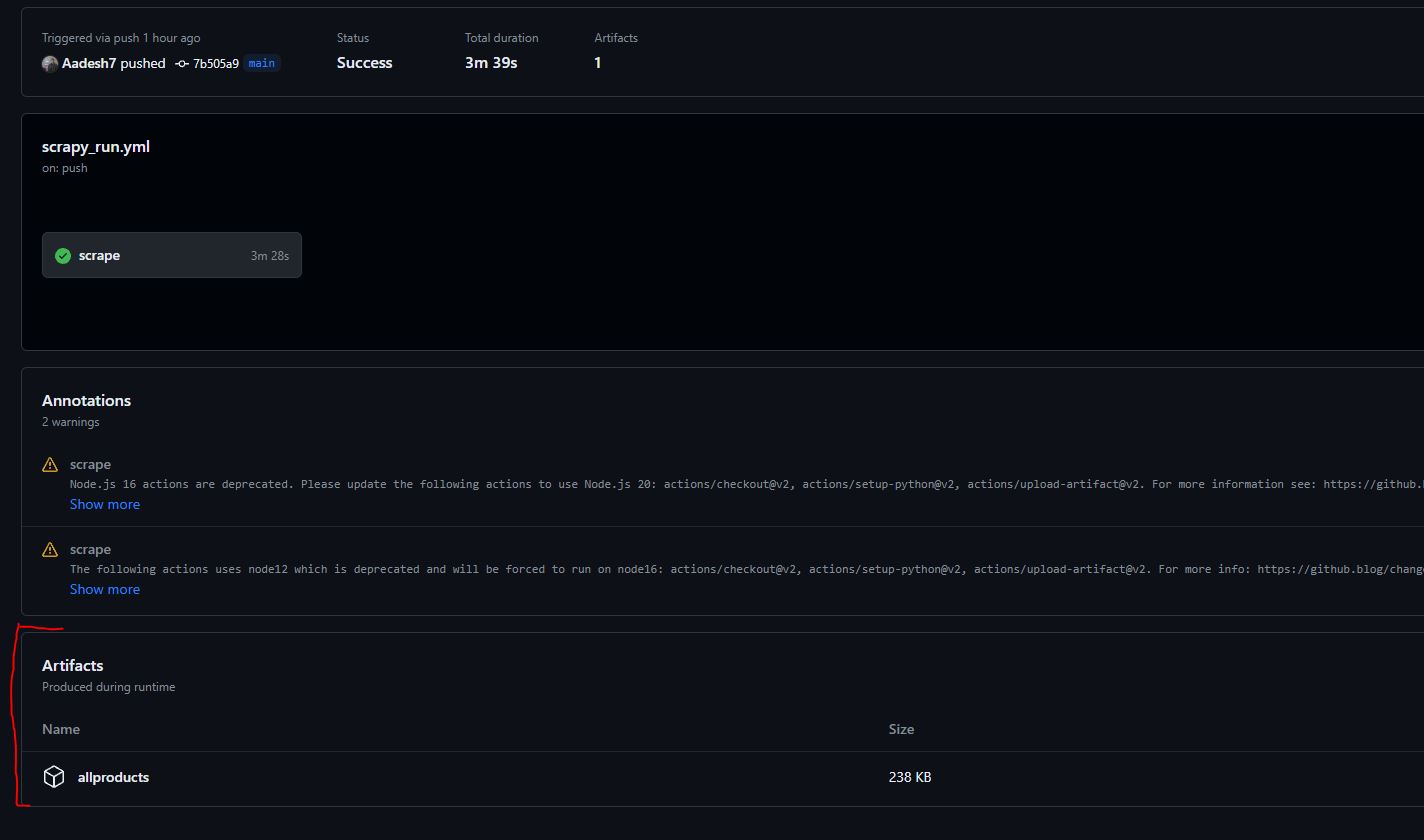 Triggered via push 1 hour ago
Status
Total duration
Artifacts
Aadesh7 pushed 7b505a9 main
Success
3m 39s
1
scrapy_run.yml
on: push
scrape
3m 28s
Annotations
2 warnings
scrape
Node.js 16 actions are deprecated. Please update the following actions to use Node.js 20: actions/checkout@v2, actions/setup-python@v2, actions/upload-artifact@v2. For more information see: https://github.
Show more
scrape
The following actions uses node12 which is deprecated and will be forced to run on node16: actions/checkout@v2, actions/setup-python@v2, actions/upload-artifact@v2. For more info: https://github.blog/change
Show more
Artifacts
Produced during runtime
Name
Size
allproducts
238 KB